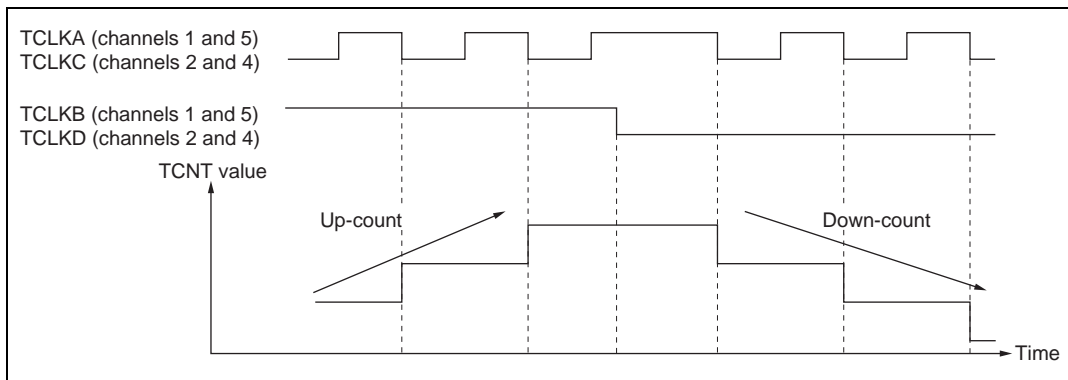 TCLKA (channels 1 and 5)
TCLKC (channels 2 and 4)
TCLKB (channels 1 and 5)
TCLKD (channels 2 and 4)
TCNT value
Up-count
Down-count
Time